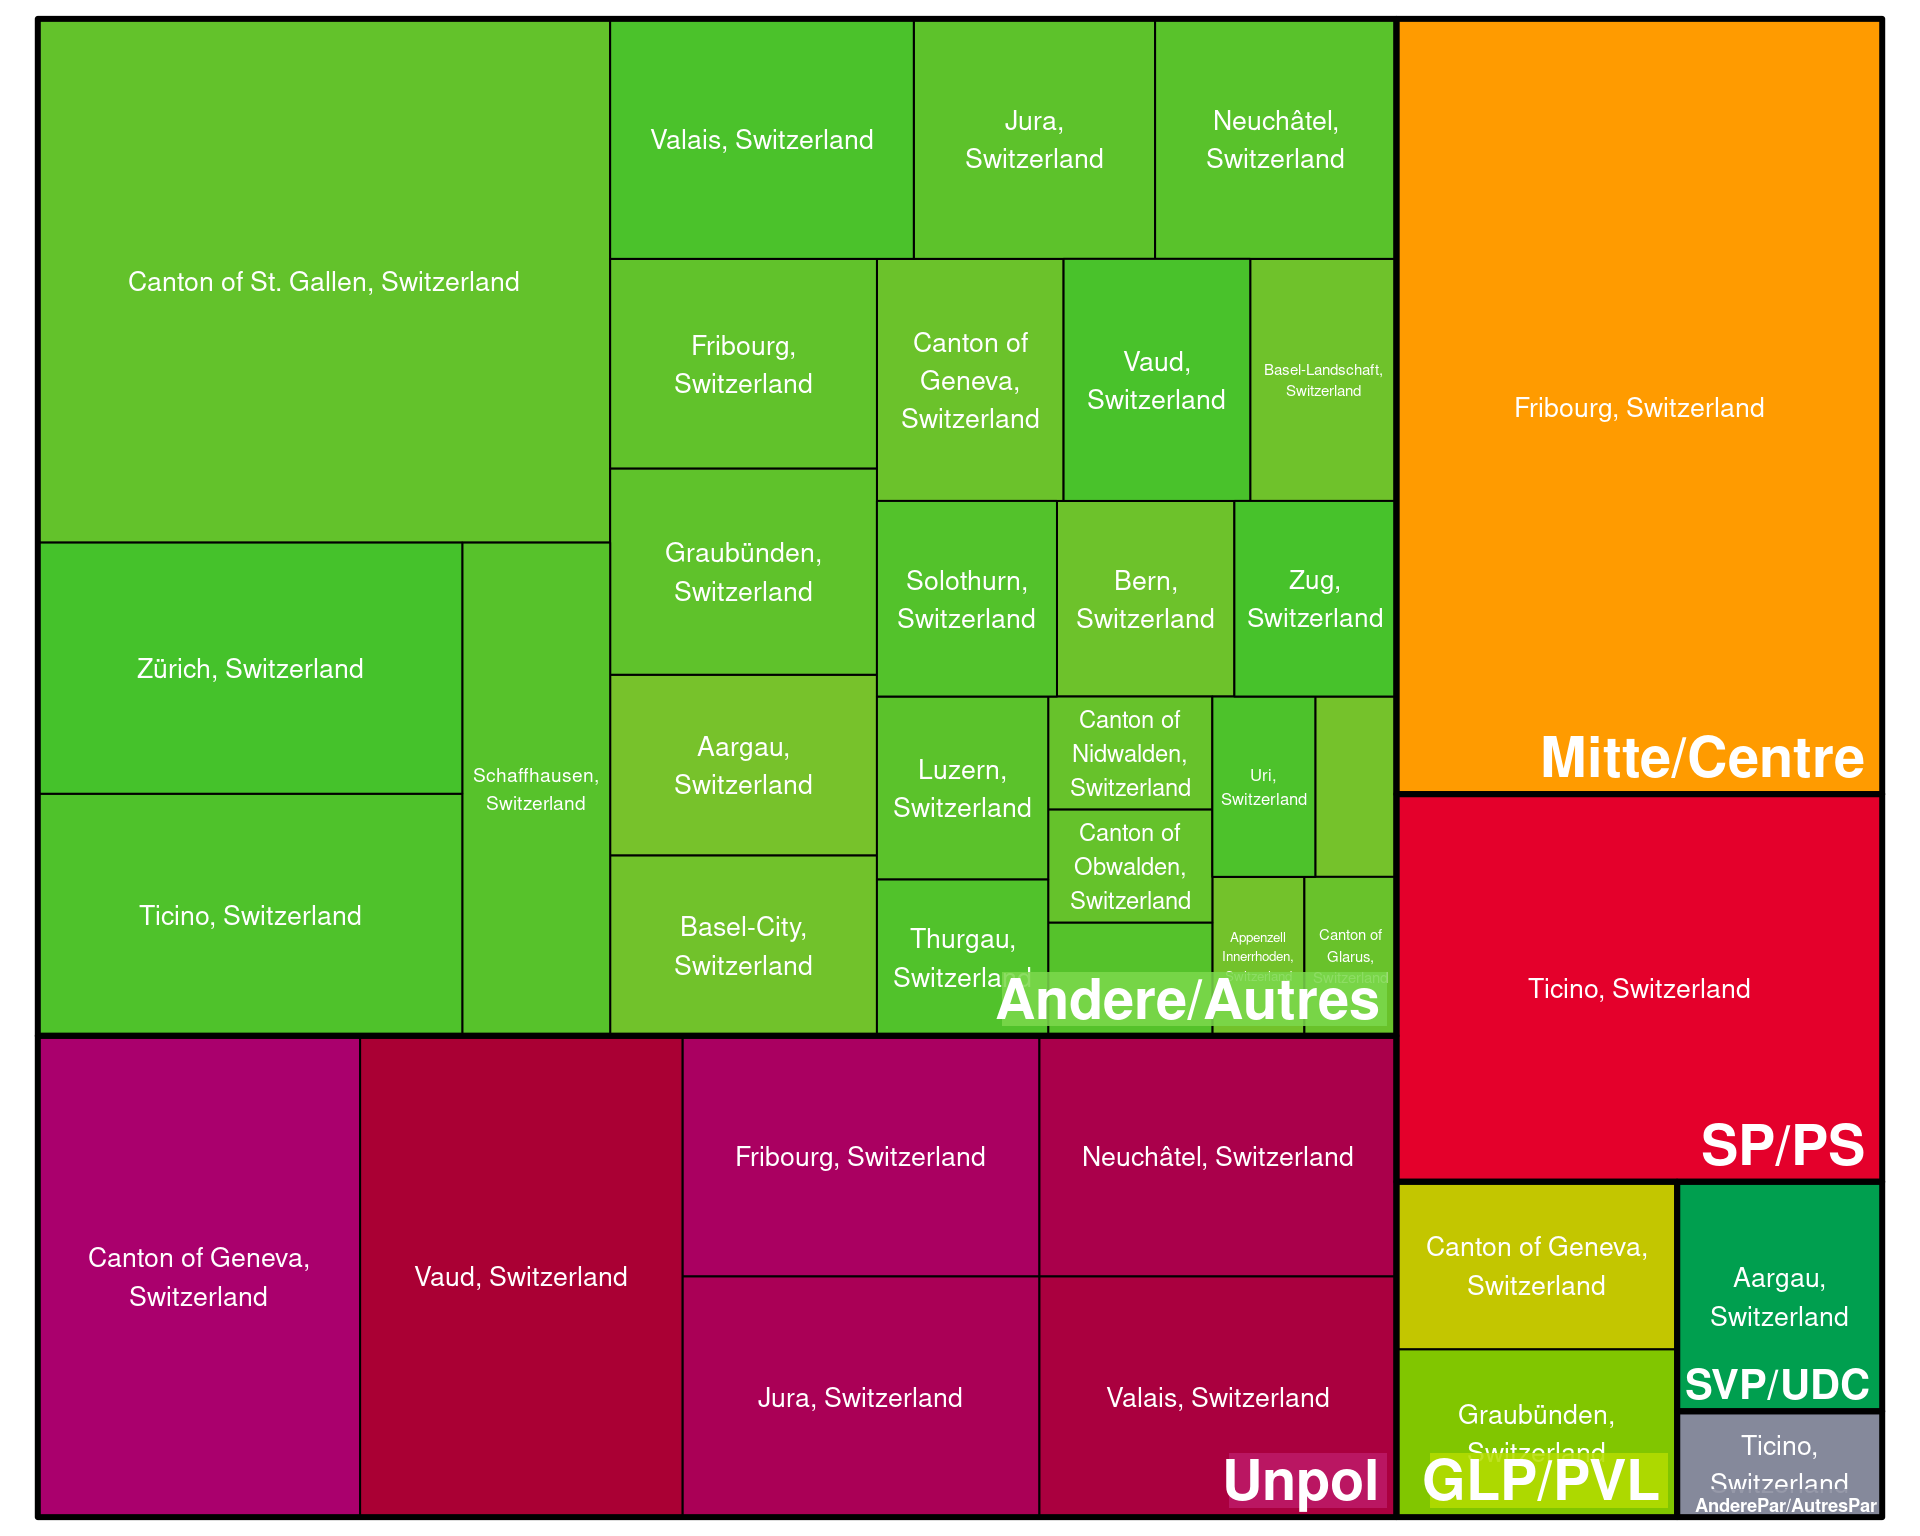 Canton of St. Gallen, Switzerland
Valais, Switzerland
Jura,
Switzerland
Neuchâtel,
Switzerland
Fribourg,
Switzerland
Canton of
Geneva,
Switzerland
Vaud,
Switzerland
Basel-Landschaft,
Switzerland
Graubünden,
Switzerland
Solothurn,
Switzerland
Bern,
Switzerland
Zug,
Switzerland
Zürich, Switzerland
Schaffhausen,
Switzerland
Ticino, Switzerland
Aargau,
Switzerland
Basel-City,
Switzerland
Luzern,
Switzerland
Thurgau,
Switzerland
Canton of
Nidwalden,
Switzerland
Canton of
Obwalden,
Switzerland
Uri,
Switzerland
Appenzell
Innerrhoden,
Switzerland
Canton of
Glarus,
Switzerland
Andere/Autres
Fribourg, Switzerland
Mitte/Centre
Ticino, Switzerland
SP/PS
Canton of Geneva,
Switzerland
Vaud, Switzerland
Fribourg, Switzerland
Neuchâtel, Switzerland
Jura, Switzerland
Valais, Switzerland
Unpol
Canton of Geneva,
Switzerland
Graubünden,
Switzerland
GLP/PVL
Aargau,
Switzerland
SVP/UDC
Ticino,
Switzerland
AnderePar/AutresPar